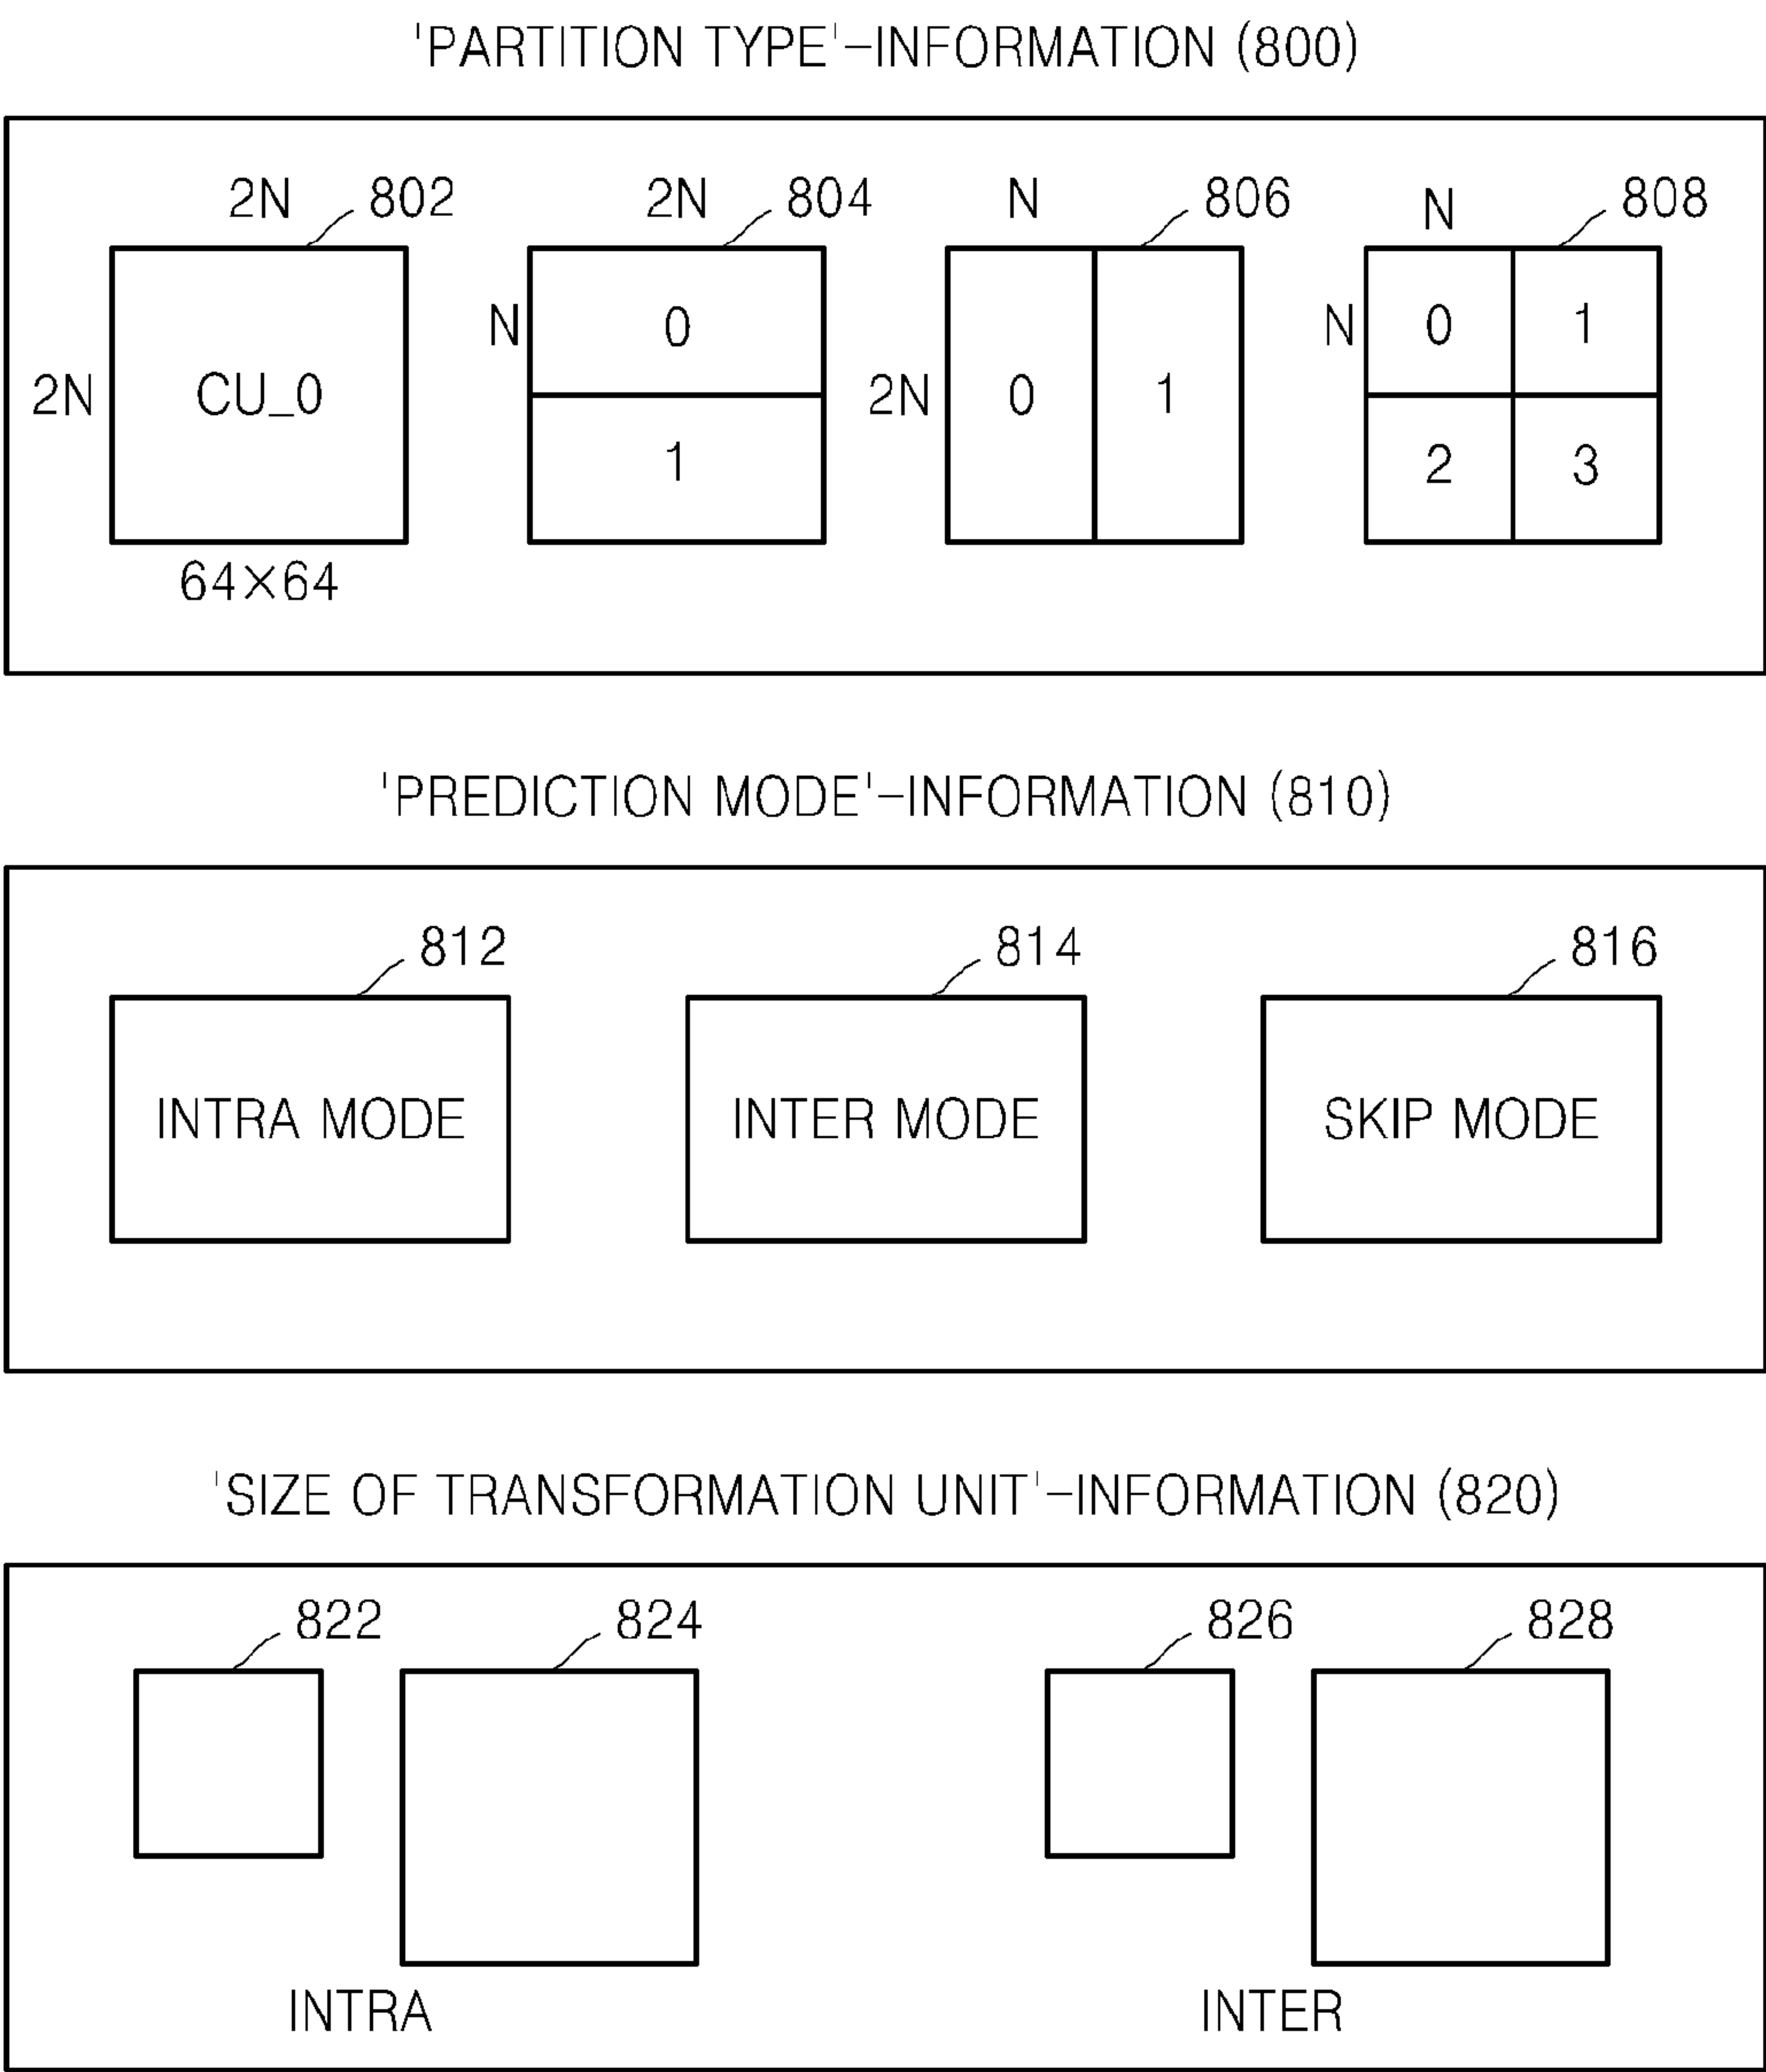 'PARTITION TYPE'-INFORMATION (800)
2N 802 2N 804 N 806 N 808
N 0 N 0 1
2N CU_0 2N 0 1
1 2 3
64×64
'PREDICTION MODE'-INFORMATION (810)
812 814 816
INTRA MODE INTER MODE SKIP MODE
'SIZE OF TRANSFORMATION UNIT'-INFORMATION (820)
822 824 826 828
INTRA INTER